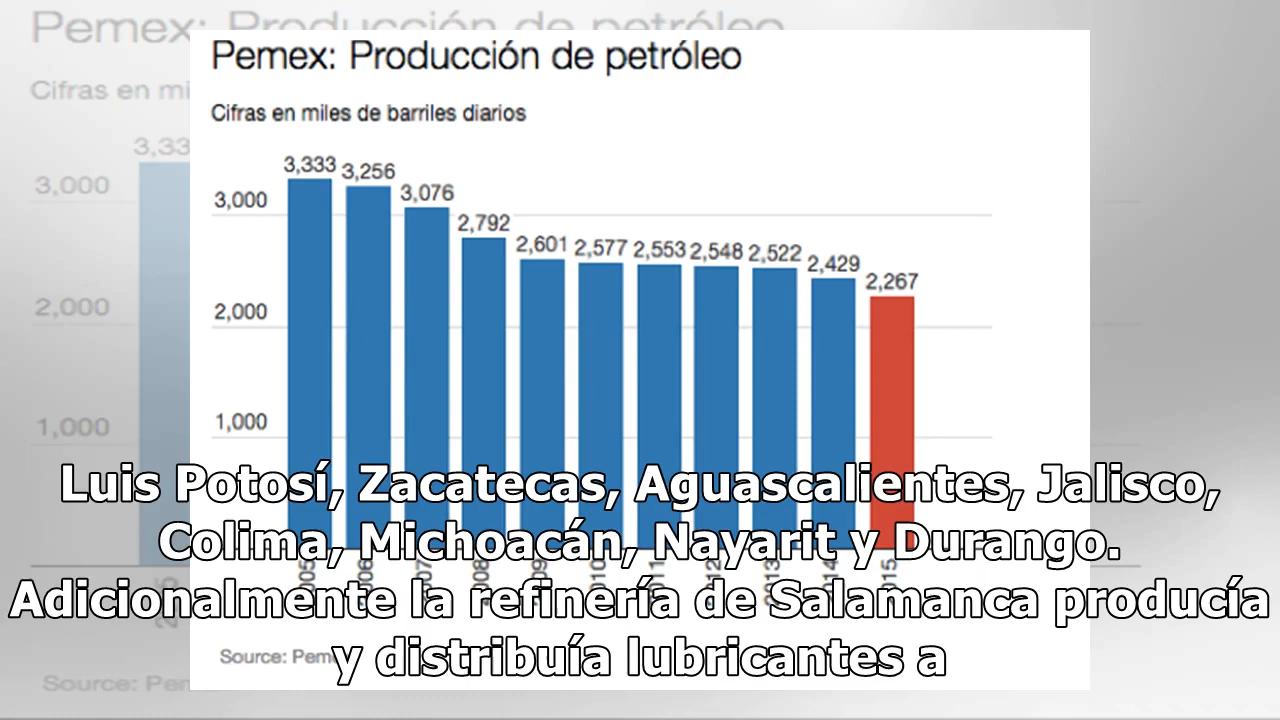 Pemex: Producción de petróleo
Cifras en miles de barriles diarios
3,333 3,256 3,076 2,792 2,601 2,577 2,553 2,548 2,522 2,429 2,267
3,000
2,000
1,000
Luis Potosí, Zacatecas, Aguascalientes, Jalisco,
Colima, Michoacán, Nayarit y Durango.
Adicionalmente la refinería de Salamanca producía
y distribuía lubricantes a
Source: